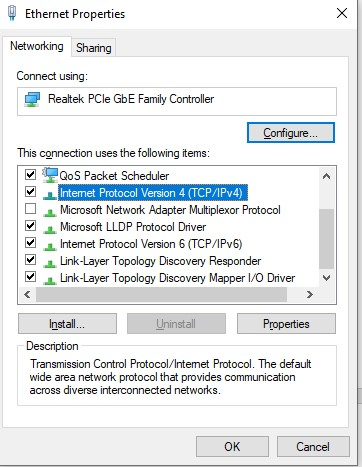 Ethernet Properties
Networking
Sharing
Connect using:
Realtek PCIe GbE Family Controller
Configure...
This connection uses the following items:
QoS Packet Scheduler
Internet Protocol Version 4 (TCP/IPv4)
Microsoft Network Adapter Multiplexor Protocol
Microsoft LLDP Protocol Driver
Internet Protocol Version 6 (TCP/IPv6)
Link-Layer Topology Discovery Responder
Link-Layer Topology Discovery Mapper I/O Driver
Install...
Uninstall
Properties
Description
Transmission Control Protocol/Internet Protocol. The default
wide area network protocol that provides communication
across diverse interconnected networks.
OK
Cancel